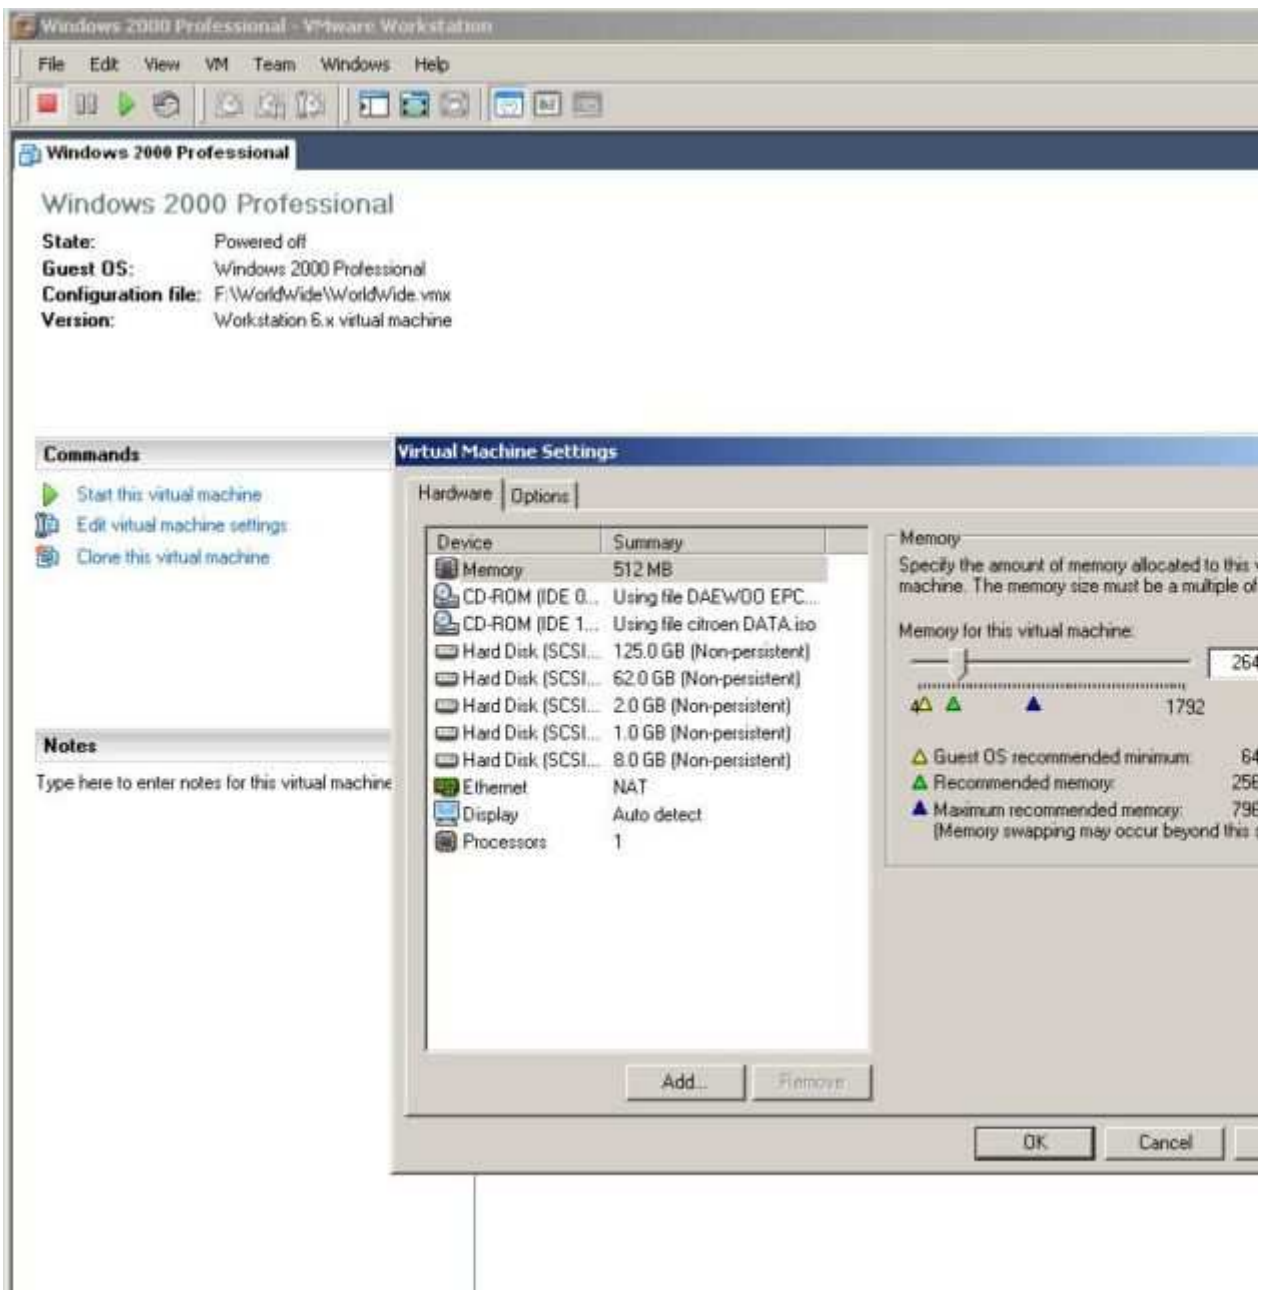 Windows 2000 Professional - VMware Workstation
File Edit View VM Team Windows Help
Windows 2000 Professional
Windows 2000 Professional
State: Powered off
Guest OS: Windows 2000 Professional
Configuration file: F:\WorldWide\WorldWide.vmx
Version: Workstation 6.x virtual machine
Commands
Start this virtual machine
Edit virtual machine settings
Clone this virtual machine
Notes
Type here to enter notes for this virtual machine
Virtual Machine Settings
Hardware Options
Device Summary
Memory 512 MB
CD-ROM (IDE 0... Using file DAEWOO EPC...
CD-ROM (IDE 1... Using file citroen DATA.iso
Hard Disk (SCSI... 125.0 GB (Non-persistent)
Hard Disk (SCSI... 62.0 GB (Non-persistent)
Hard Disk (SCSI... 2.0 GB (Non-persistent)
Hard Disk (SCSI... 1.0 GB (Non-persistent)
Hard Disk (SCSI... 8.0 GB (Non-persistent)
Ethernet NAT
Display Auto detect
Processors 1
Add... Remove
Memory
Specify the amount of memory allocated to this
machine. The memory size must be a multiple of
Memory for this virtual machine:
264
4 1792
Guest OS recommended minimum: 64
Recommended memory: 256
Maximum recommended memory: 796
(Memory swapping may occur beyond this
OK Cancel